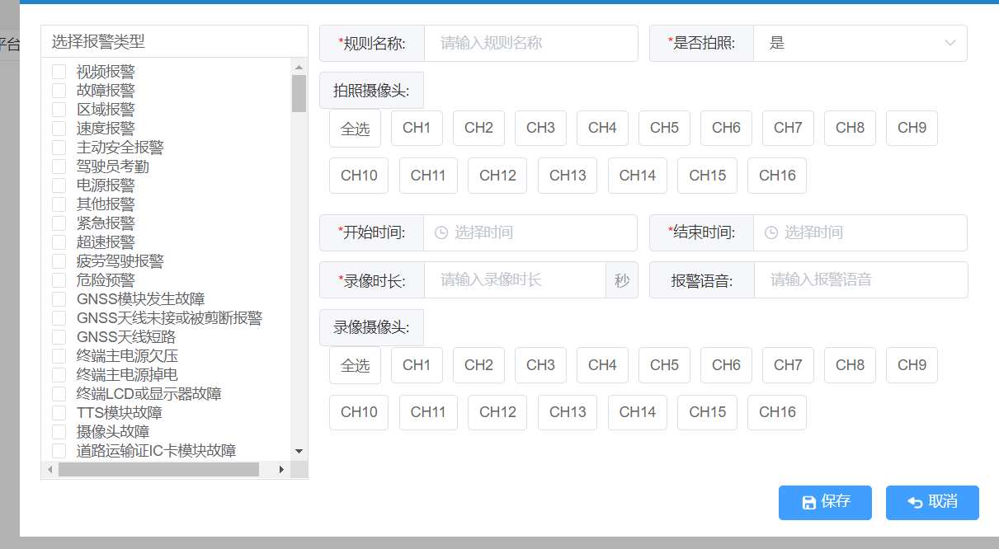 平台
选择报警类型
视频报警
故障报警
区域报警
速度报警
主动安全报警
驾驶员考勤
电源报警
其他报警
紧急报警
超速报警
疲劳驾驶报警
危险预警
GNSS模块发生故障
GNSS天线未接或被剪断报警
GNSS天线短路
终端主电源欠压
终端主电源掉电
终端LCD或显示器故障
TTS模块故障
摄像头故障
道路运输证IC卡模块故障
*规则名称: 请输入规则名称 *是否拍照: 是
拍照摄像头:
全选 CH1 CH2 CH3 CH4 CH5 CH6 CH7 CH8 CH9
CH10 CH11 CH12 CH13 CH14 CH15 CH16
*开始时间: 选择时间 *结束时间: 选择时间
*录像时长: 请输入录像时长 秒 报警语音: 请输入报警语音
录像摄像头:
全选 CH1 CH2 CH3 CH4 CH5 CH6 CH7 CH8 CH9
CH10 CH11 CH12 CH13 CH14 CH15 CH16
保存 取消